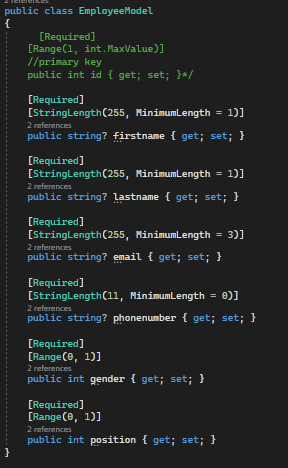 2 references
public class EmployeeModel
{
[Required]
[Range(1, int.MaxValue)]
//primary key
public int id { get; set; }*/
[Required]
[StringLength(255, MinimumLength = 1)]
2 references
public string? firstname { get; set; }
[Required]
[StringLength(255, MinimumLength = 1)]
2 references
public string? lastname { get; set; }
[Required]
[StringLength(255, MinimumLength = 3)]
2 references
public string? email { get; set; }
[Required]
[StringLength(11, MinimumLength = 0)]
2 references
public string? phonenumber { get; set; }
[Required]
[Range(0, 1)]
2 references
public int gender { get; set; }
[Required]
[Range(0, 1)]
2 references
public int position { get; set; }
}